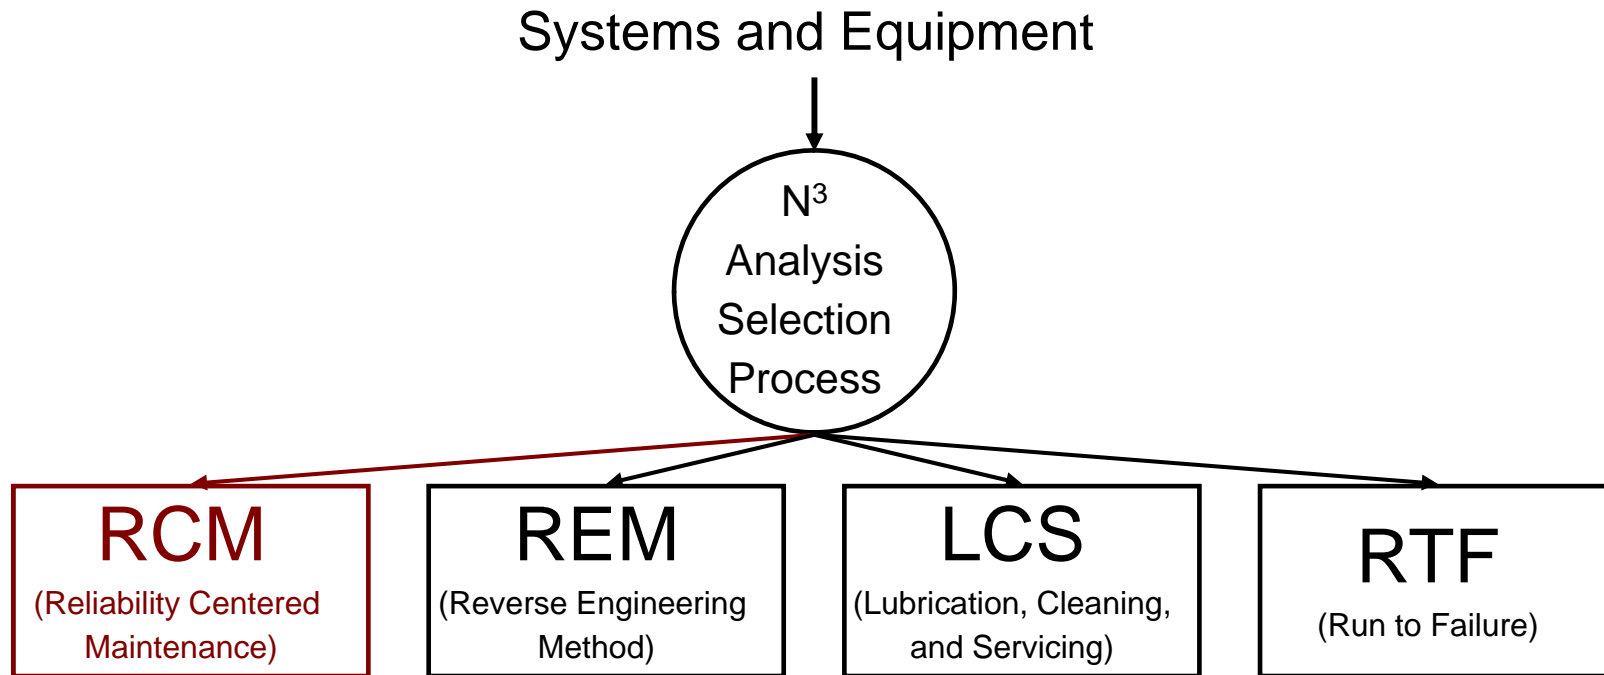 Systems and Equipment
N³
Analysis
Selection
Process
RCM
(Reliability Centered
Maintenance)
REM
(Reverse Engineering
Method)
LCS
(Lubrication, Cleaning,
and Servicing)
RTF
(Run to Failure)